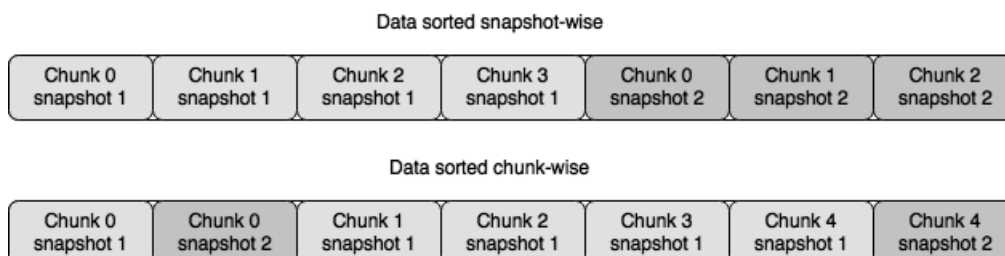 Data sorted snapshot-wise
Chunk 0 Chunk 1 Chunk 2 Chunk 3 Chunk 0 Chunk 1 Chunk 2
snapshot 1 snapshot 1 snapshot 1 snapshot 1 snapshot 2 snapshot 2 snapshot 2
Data sorted chunk-wise
Chunk 0 Chunk 0 Chunk 1 Chunk 2 Chunk 3 Chunk 4 Chunk 4
snapshot 1 snapshot 2 snapshot 1 snapshot 1 snapshot 1 snapshot 1 snapshot 2